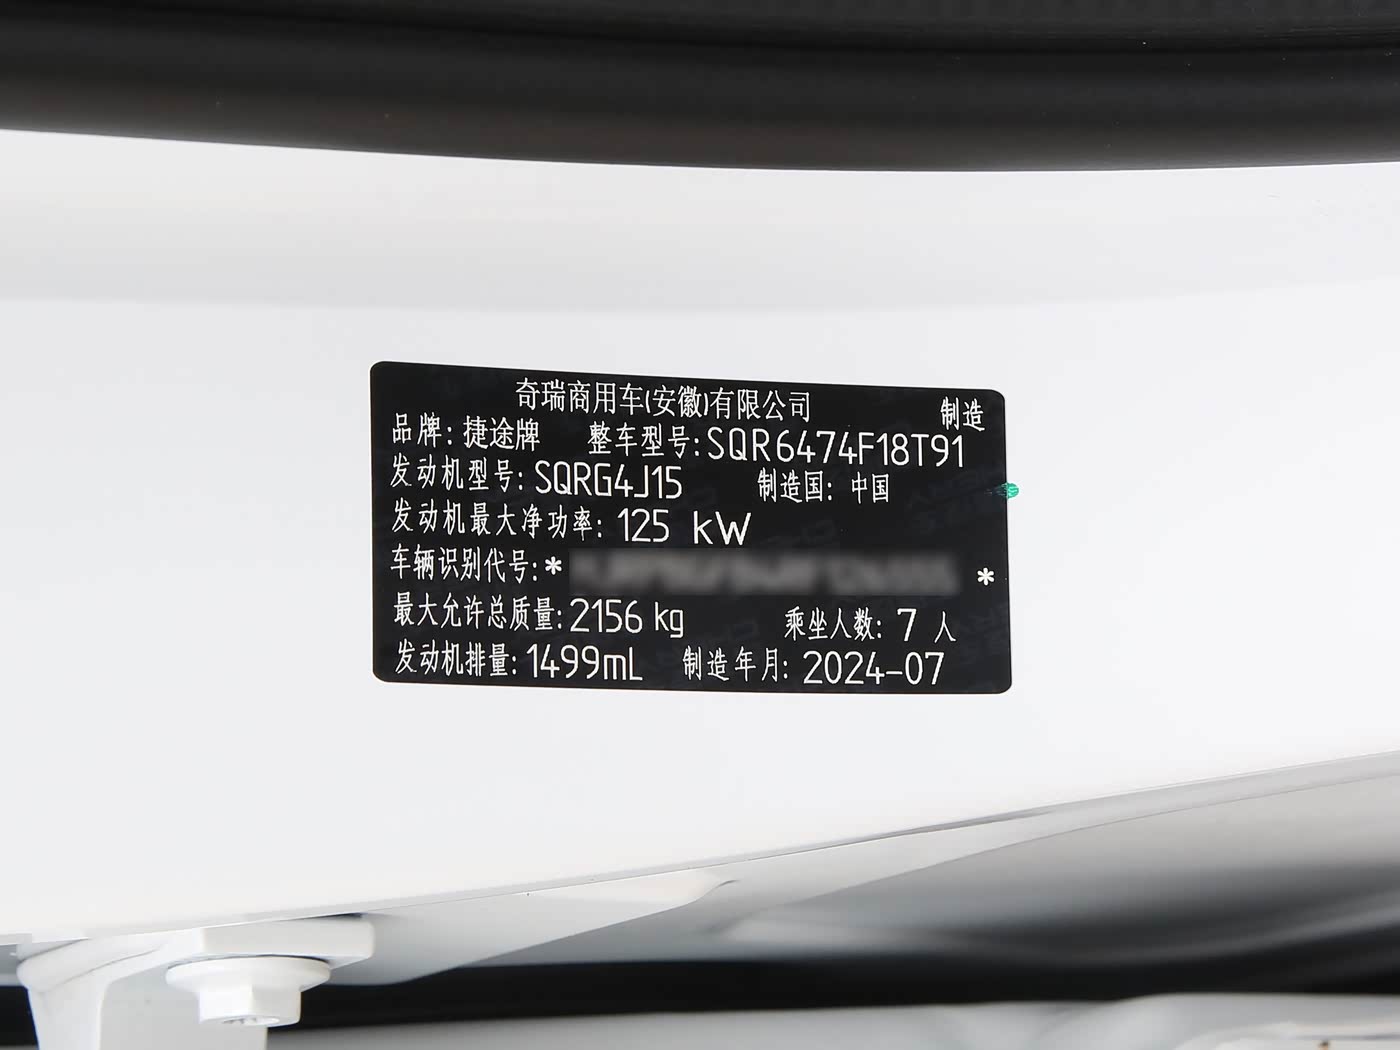 奇瑞商用车(安徽)有限公司 制造
品牌: 捷途牌 整车型号: SQR6474F18T91
发动机型号: SQRG4J15 制造国: 中国
发动机最大净功率: 125 kW
车辆识别代号: * *
最大允许总质量: 2156 kg 乘坐人数: 7 人
发动机排量: 1499mL 制造年月: 2024-07